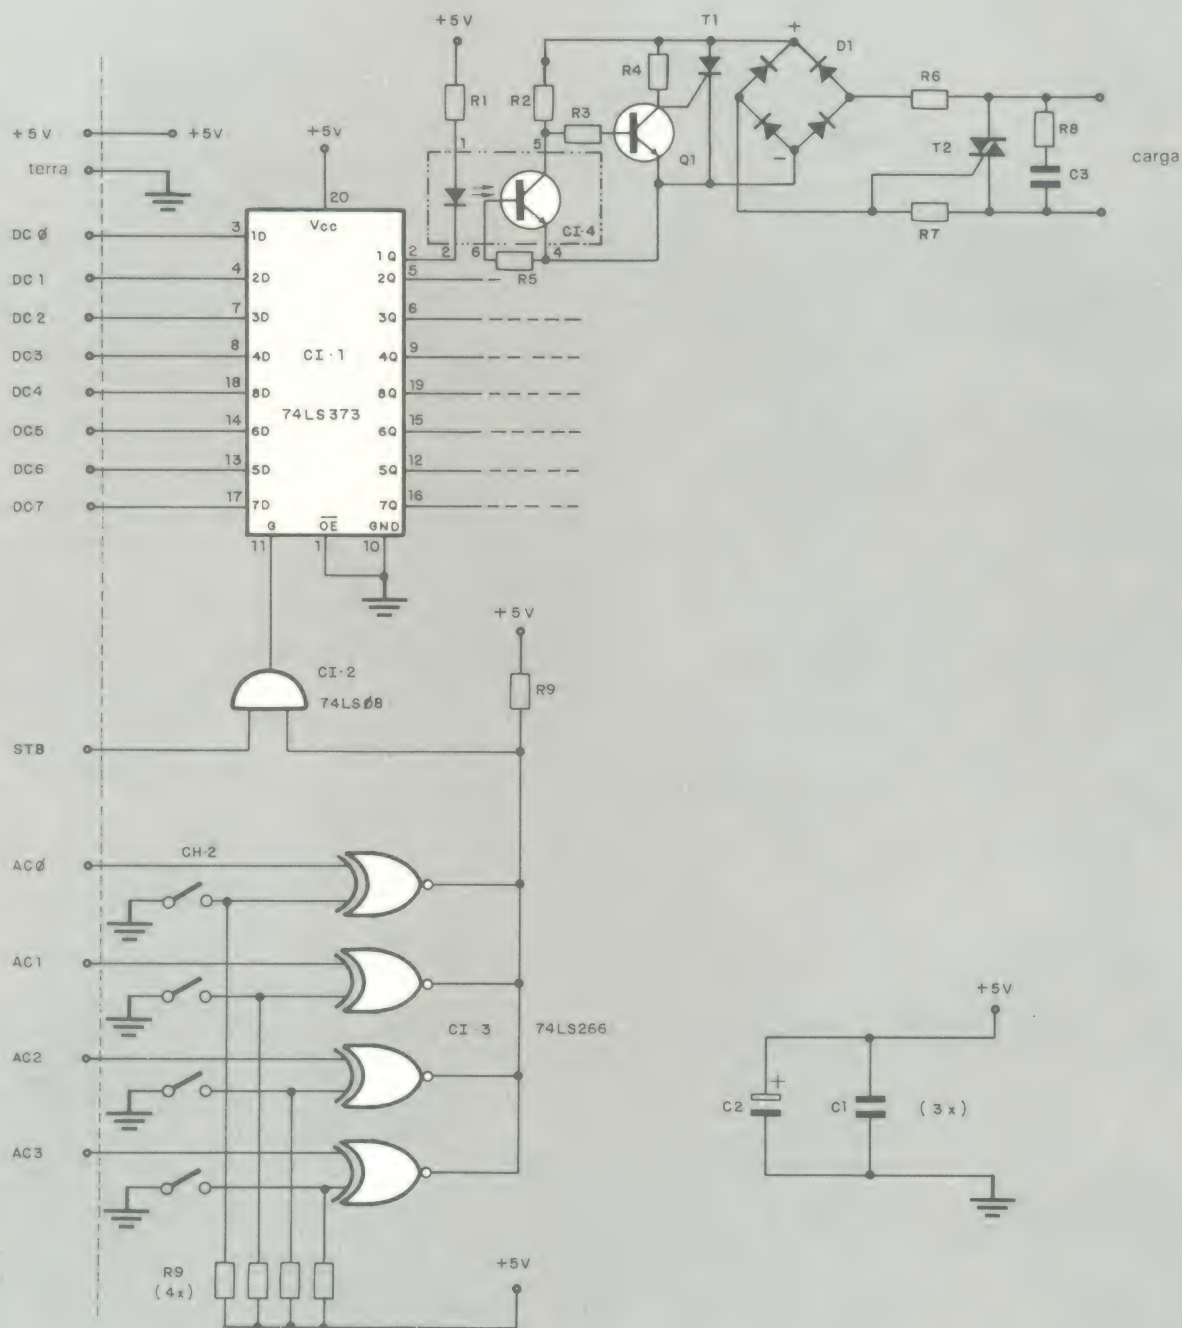 +5V
T1
+
D1
R1
R2
R4
R3
R6
+5V
+5V
+5V
1
5
Q1
T2
R8
carga
terra
20
-
C3
Vcc
CI-4
R7
DC Ø
3
1D
1Q
2
2
6
R5
4
DC1
4
2D
2Q
5
DC2
7
3D
3Q
6
DC3
8
4D
CI-1
4Q
9
DC4
18
8D
8Q
19
74LS373
DC5
14
6D
6Q
15
DC6
13
5D
5Q
12
DC7
17
7D
7Q
16
G
OE
GND
11
1
10
+5V
CI-2
74LSØ8
R9
STB
CH-2
ACØ
AC1
+5V
CI-3
74LS266
AC2
+
C2
C1
(3x)
AC3
+5V
R9
(4x)